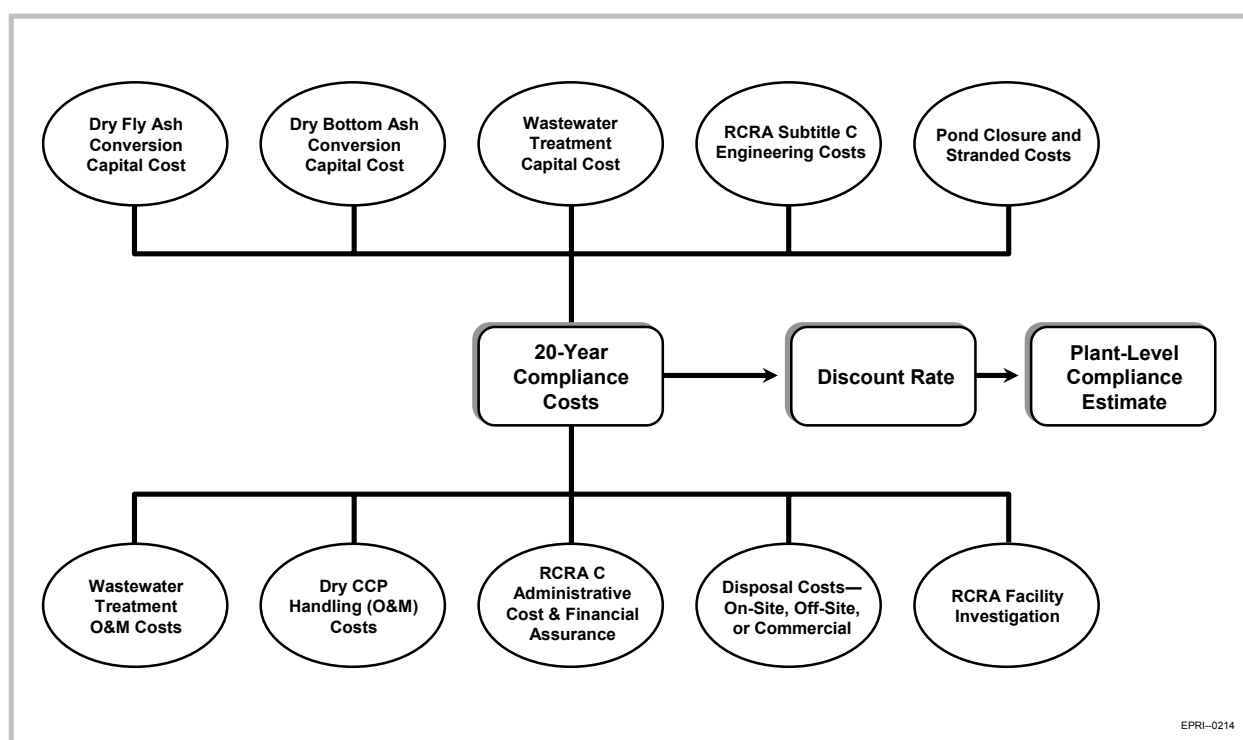 Dry Fly Ash
Conversion
Capital Cost
Dry Bottom Ash
Conversion
Capital Cost
Wastewater
Treatment
Capital Cost
RCRA Subtitle C
Engineering Costs
Pond Closure and
Stranded Costs
20-Year
Compliance
Costs
Discount Rate
Plant-Level
Compliance
Estimate
Wastewater
Treatment
O&M Costs
Dry CCP
Handling (O&M)
Costs
RCRA C
Administrative
Cost & Financial
Assurance
Disposal Costs—
On-Site, Off-Site,
or Commercial
RCRA Facility
Investigation
EPRI--0214